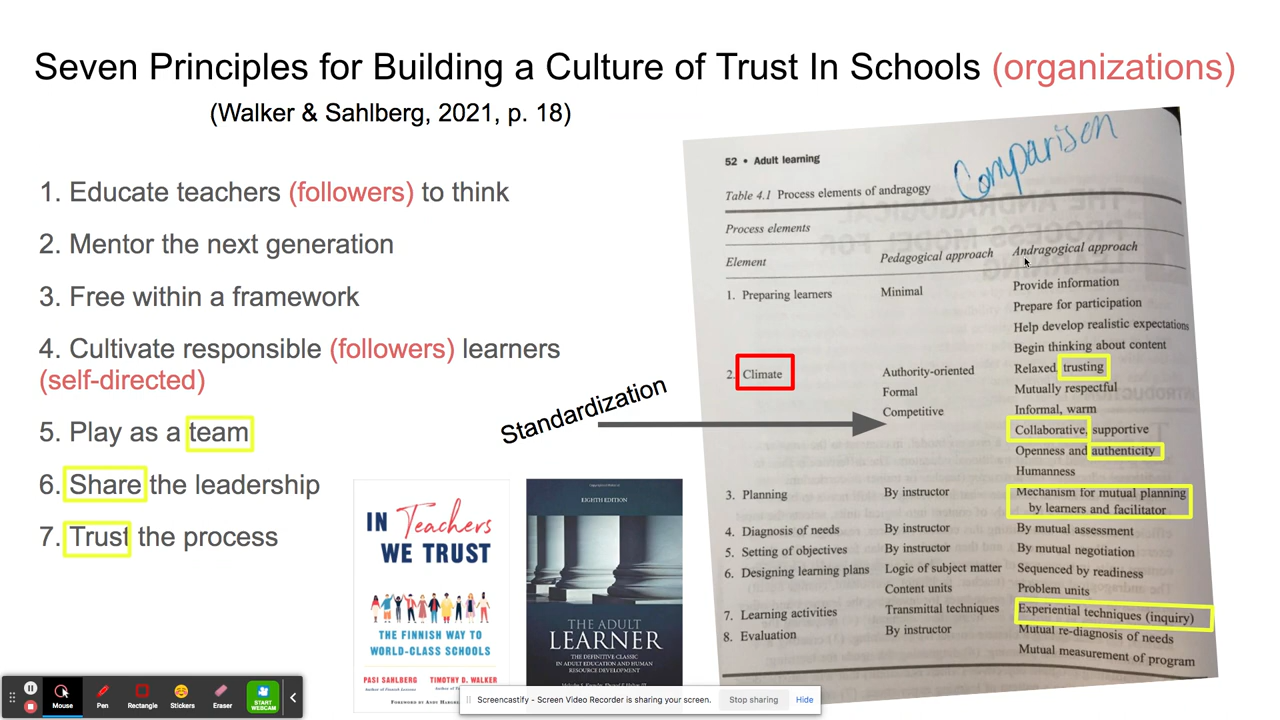 Seven Principles for Building a Culture of Trust In Schools (organizations)
(Walker & Sahlberg, 2021, p. 18)
1. Educate teachers (followers) to think
2. Mentor the next generation
3. Free within a framework
4. Cultivate responsible (followers) learners
(self-directed)
5. Play as a team
6. Share the leadership
7. Trust the process
Standardization
IN Teachers
WE TRUST
THE FINNISH WAY TO
WORLD-CLASS SCHOOLS
PASI SAHLBERG TIMOTHY D. WALKER
EIGHTH EDITION
THE ADULT
LEARNER
THE DEFINITIVE CLASSIC
IN ADULT EDUCATION AND HUMAN
RESOURCE DEVELOPMENT
Comparison
52 • Adult learning
Table 4.1 Process elements of andragogy
Process elements
Element Pedagogical approach Andragogical approach
1. Preparing learners Minimal Provide information
Prepare for participation
Help develop realistic expectations
Begin thinking about content
2. Climate Authority-oriented Relaxed, trusting
Formal Mutually respectful
Competitive Informal, warm
Collaborative, supportive
Openness and authenticity
Humanness
3. Planning By instructor Mechanism for mutual planning
by learners and facilitator
4. Diagnosis of needs By instructor By mutual assessment
5. Setting of objectives By instructor By mutual negotiation
6. Designing learning plans Logic of subject matter Sequenced by readiness
Content units Problem units
7. Learning activities Transmittal techniques Experiential techniques (inquiry)
8. Evaluation By instructor Mutual re-diagnosis of needs
Mutual measurement of program
Mouse Pen Rectangle Stickers Eraser START
WEBCAM
Screencastify - Screen Video Recorder is sharing your screen. Stop sharing Hide